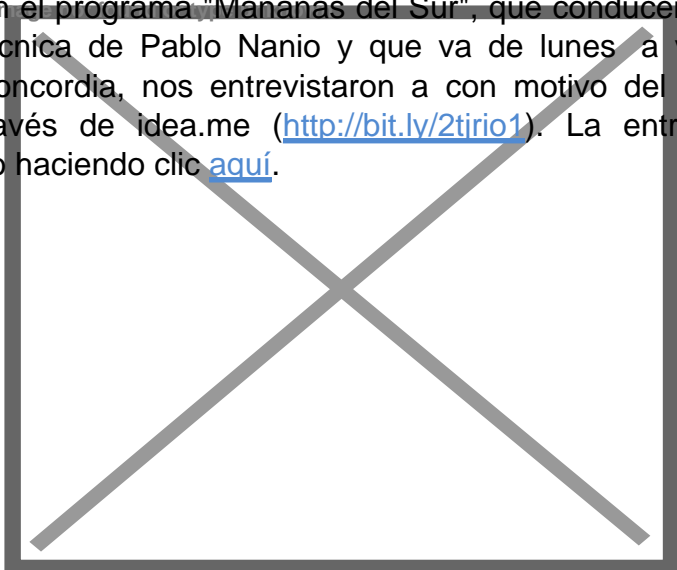 n el programa "Mañanas del Sur", que conducen
cnica de Pablo Nanio y que va de lunes a v
oncordia, nos entrevistaron a con motivo del
avés de idea.me (http://bit.ly/2tjrio1). La entr
o haciendo clic aquí.